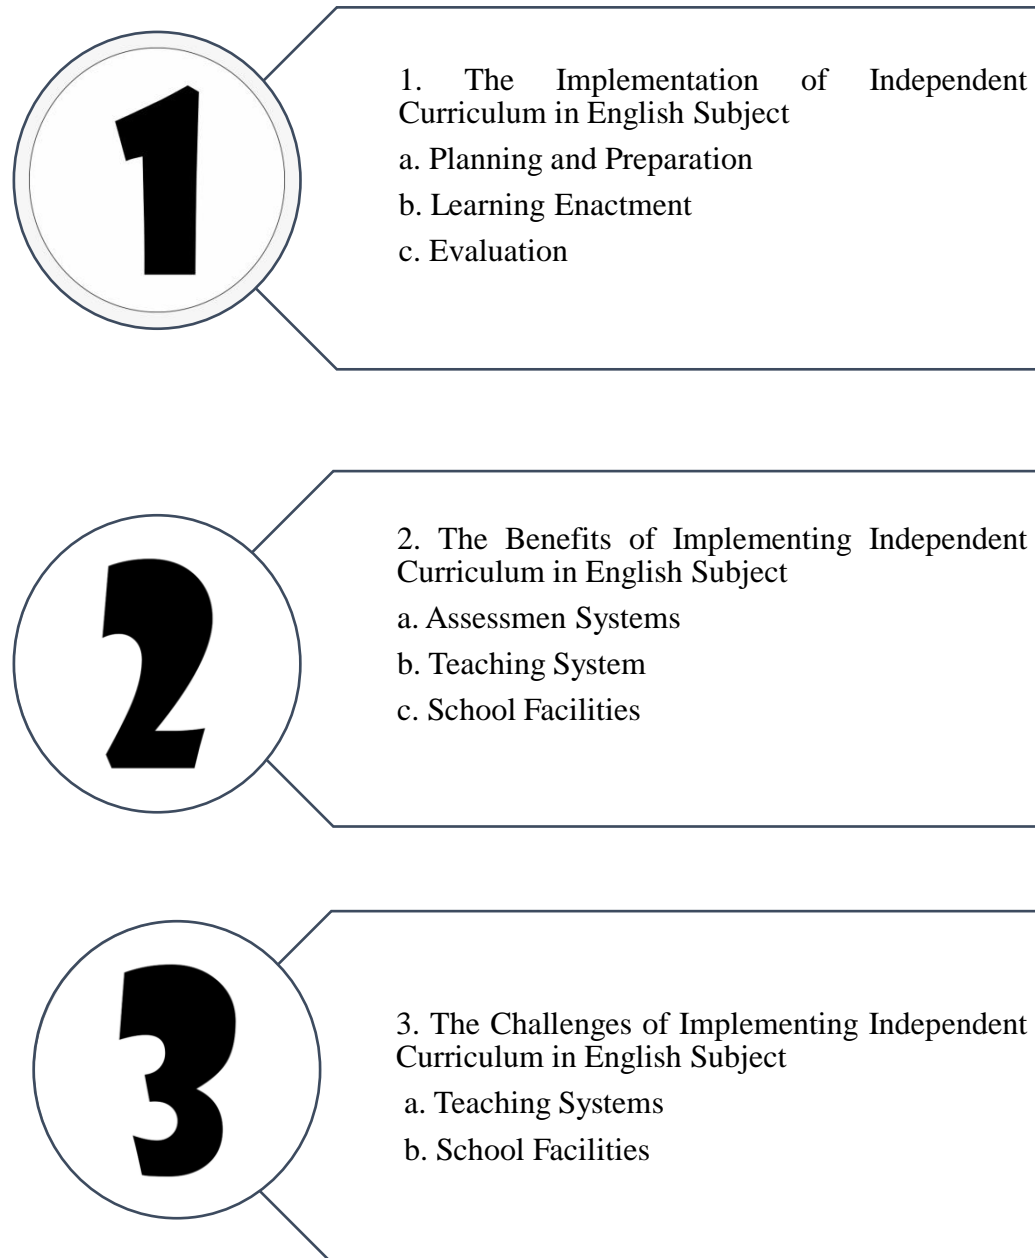 1
1. The Implementation of Independent
Curriculum in English Subject
a. Planning and Preparation
b. Learning Enactment
c. Evaluation
2
2. The Benefits of Implementing Independent
Curriculum in English Subject
a. Assessmen Systems
b. Teaching System
c. School Facilities
3
3. The Challenges of Implementing Independent
Curriculum in English Subject
a. Teaching Systems
b. School Facilities